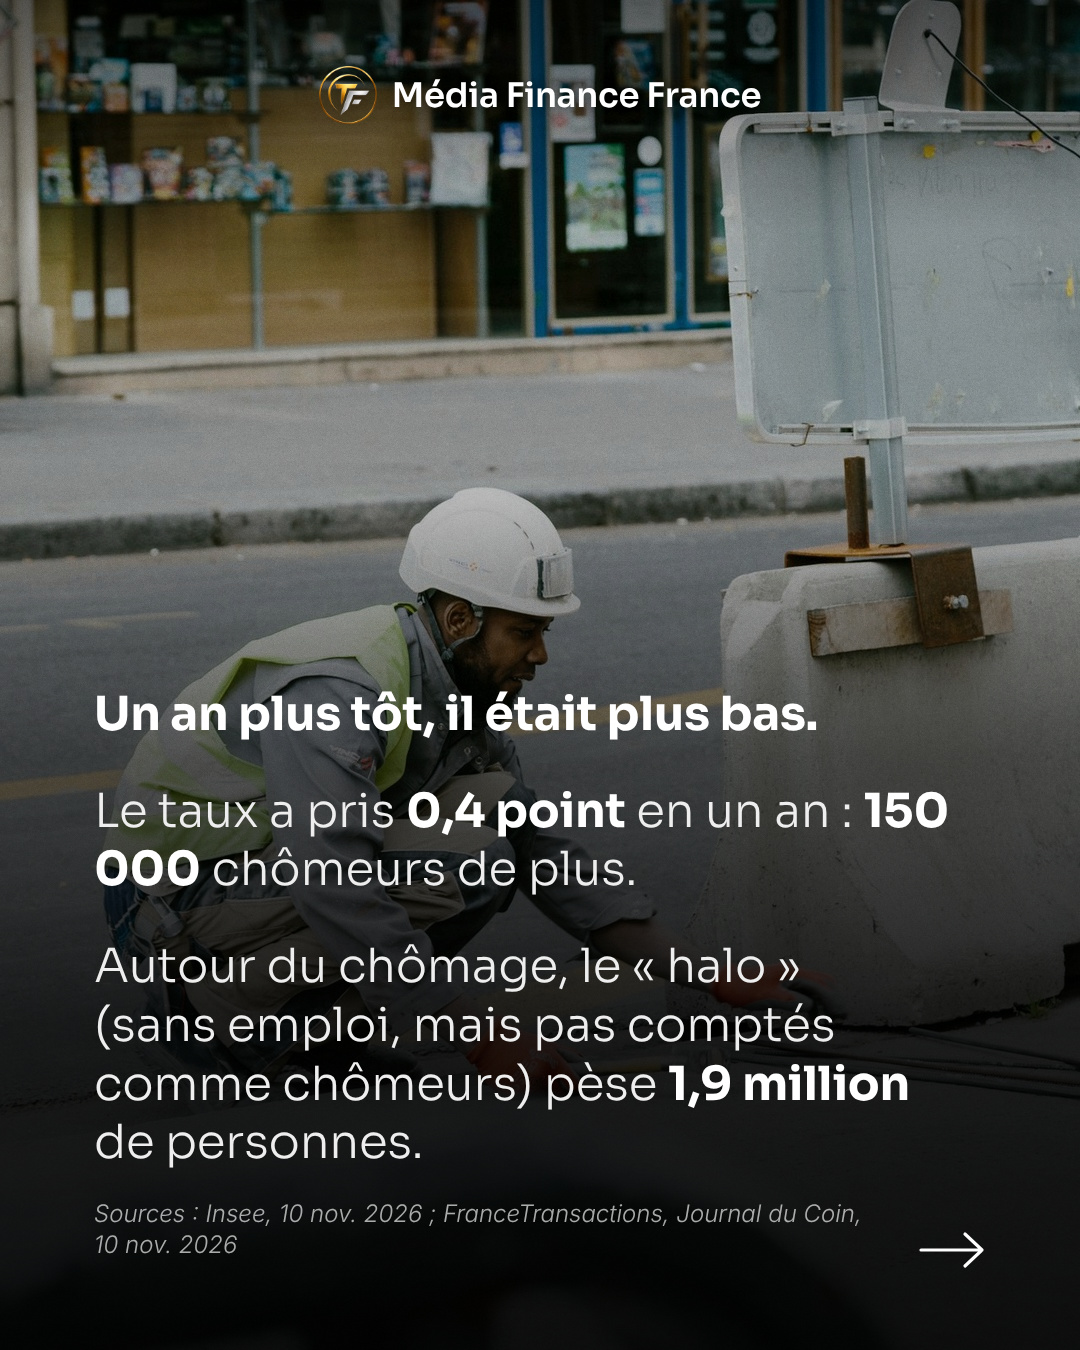 Média Finance France
Un an plus tôt, il était plus bas.
Le taux a pris 0,4 point en un an : 150
000 chômeurs de plus.
Autour du chômage, le « halo »
(sans emploi, mais pas comptés
comme chômeurs) pèse 1,9 million
de personnes.
Sources : Insee, 10 nov. 2026 ; FranceTransactions, Journal du Coin,
10 nov. 2026